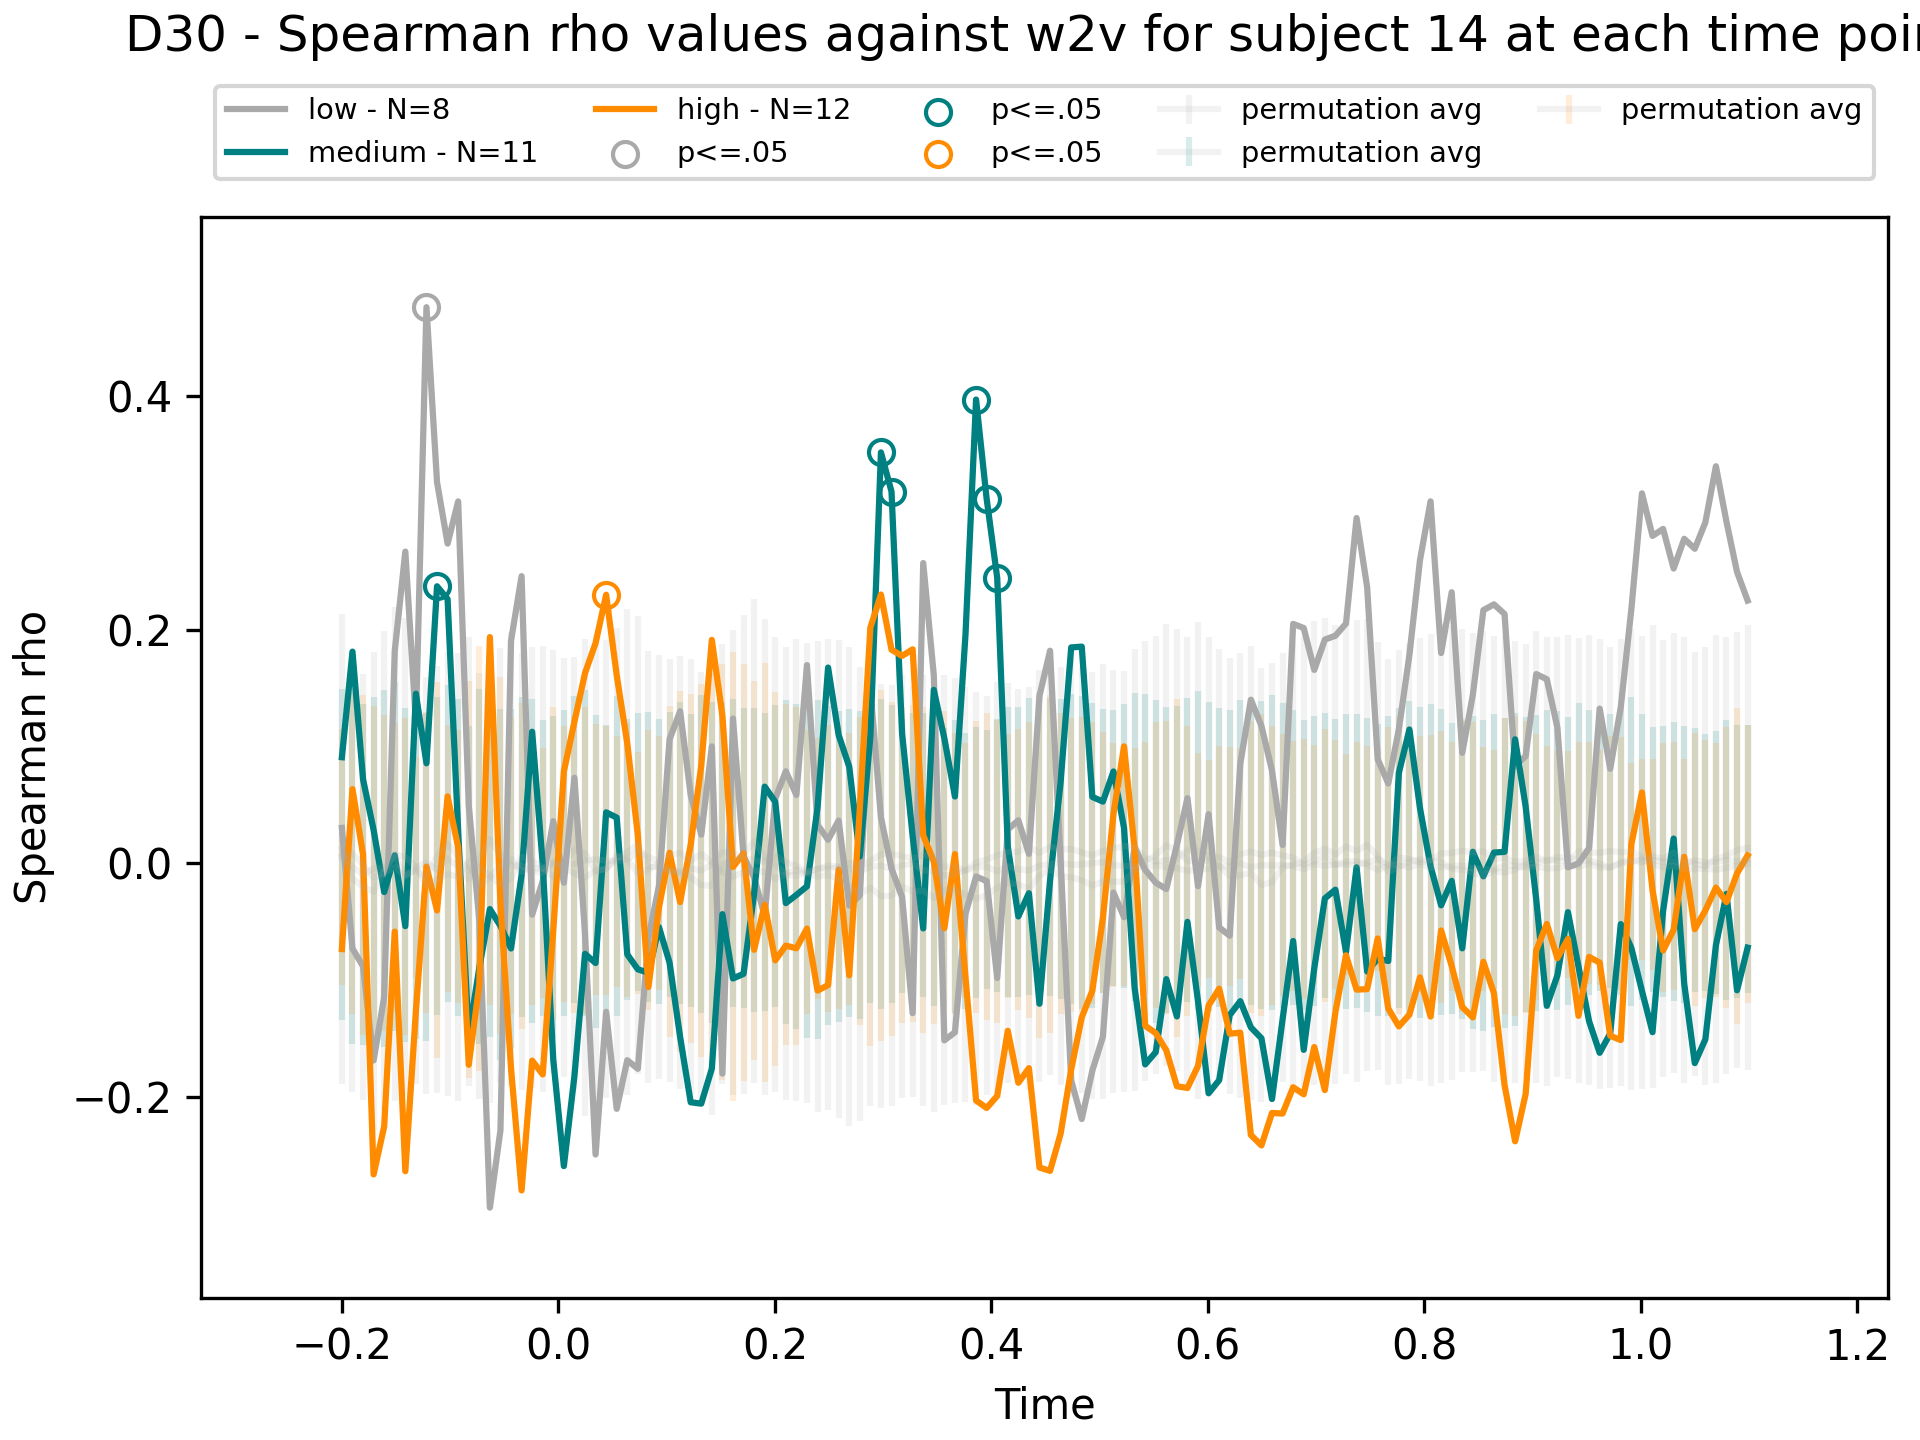 D30 - Spearman rho values against w2v for subject 14 at each time poi
low - N=8 high - N=12 p<=.05 permutation avg permutation avg
medium - N=11 p<=.05 p<=.05 permutation avg
Spearman rho
0.4
0.2
0.0
−0.2
−0.2 0.0 0.2 0.4 0.6 0.8 1.0 1.2
Time